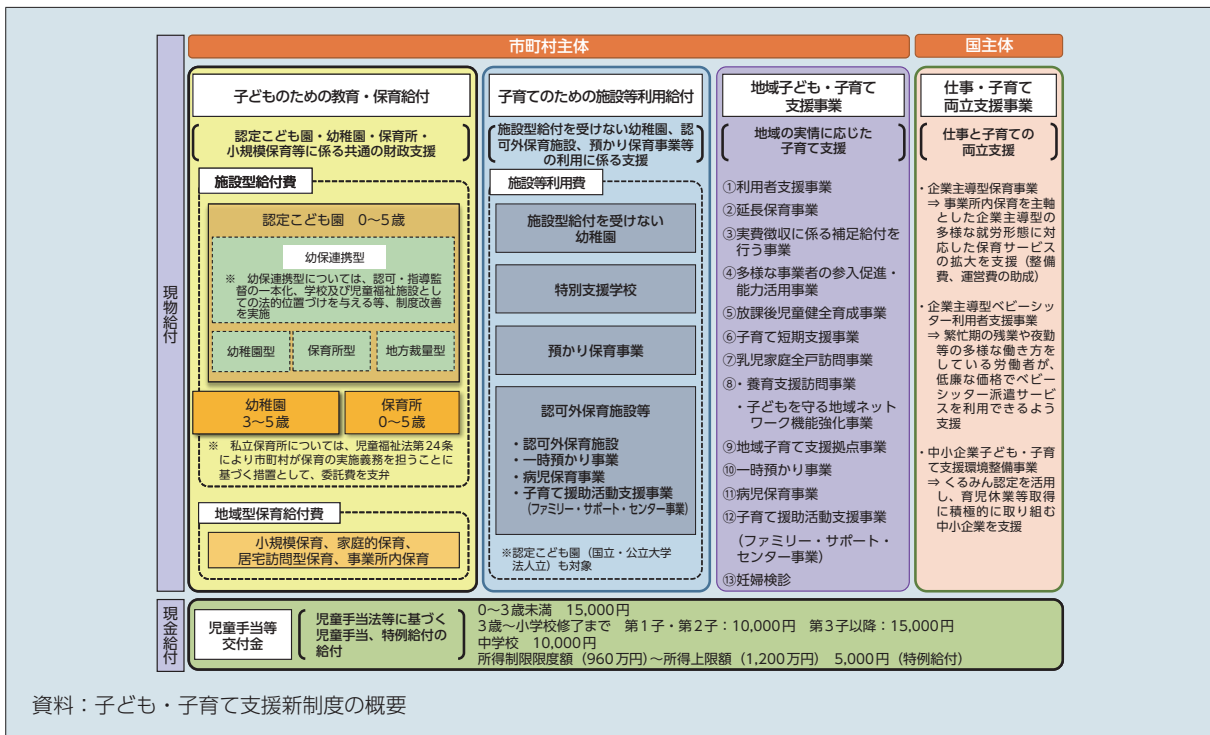 市町村主体
国主体
現物給付
子どものための教育・保育給付
認定こども園・幼稚園・保育所・
小規模保育等に係る共通の財政支援
施設型給付費
認定こども園 0~5歳
幼保連携型
※ 幼保連携型については、認可・指導監
督の一本化、学校及び児童福祉施設とし
ての法的位置づけを与える等、制度改善
を実施
幼稚園型
保育所型
地方裁量型
幼稚園
3~5歳
保育所
0~5歳
※ 私立保育所については、児童福祉法第24条
により市町村が保育の実施義務を担うことに
基づく措置として、委託費を支弁
地域型保育給付費
小規模保育、家庭的保育、
居宅訪問型保育、事業所内保育
子育てのための施設等利用給付
施設型給付を受けない幼稚園、認
可外保育施設、預かり保育事業等
の利用に係る支援
施設等利用費
施設型給付を受けない
幼稚園
特別支援学校
預かり保育事業
認可外保育施設等
・認可外保育施設
・一時預かり事業
・病児保育事業
・子育て援助活動支援事業
(ファミリー・サポート・センター事業)
※認定こども園(国立・公立大学
法人立)も対象
地域子ども・子育て
支援事業
地域の実情に応じた
子育て支援
①利用者支援事業
②延長保育事業
③実費徴収に係る補足給付を
行う事業
④多様な事業者の参入促進・
能力活用事業
⑤放課後児童健全育成事業
⑥子育て短期支援事業
⑦乳児家庭全戸訪問事業
⑧・養育支援訪問事業
・子どもを守る地域ネット
ワーク機能強化事業
⑨地域子育て支援拠点事業
⑩一時預かり事業
⑪病児保育事業
⑫子育て援助活動支援事業
(ファミリー・サポート・
センター事業)
⑬妊婦検診
仕事・子育て
両立支援事業
仕事と子育ての
両立支援
・企業主導型保育事業
⇒ 事業所内保育を主軸
とした企業主導型の
多様な就労形態に対
応した保育サービス
の拡大を支援(整備
費、運営費の助成)
・企業主導型ベビーシッ
ター利用者支援事業
⇒ 繁忙期の残業や夜勤
等の多様な働き方を
している労働者が、
低廉な価格でベビー
シッター派遣サービ
スを利用できるよう
支援
・中小企業子ども・子育
て支援環境整備事業
⇒ くるみん認定を活用
し、育児休業等取得
に積極的に取り組む
中小企業を支援
現金給付
児童手当等
交付金
児童手当法等に基づく
児童手当、特例給付の
給付
0~3歳未満 15,000円
3歳~小学校修了まで 第1子・第2子:10,000円 第3子以降:15,000円
中学校 10,000円
所得制限限度額(960万円)~所得上限額(1,200万円) 5,000円(特例給付)
資料:子ども・子育て支援新制度の概要